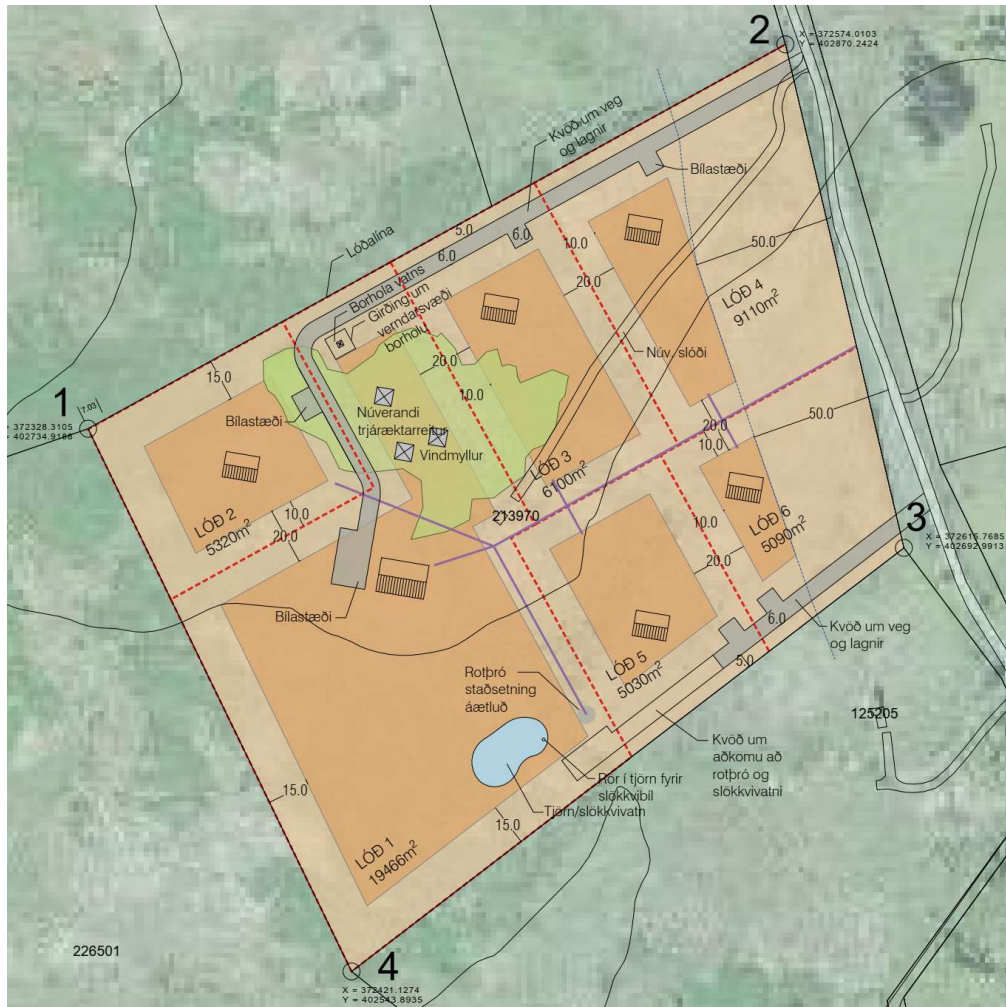 2
X = 372574.0103
Y = 402870.2424
Kvöð um veg
og lagnir
Bílastæði
Lóðalína
5.0
6.0
6.0
10.0
20.0
50.0
Borhola vatns
Girðing um
verndarsvæði
borholu
LÓÐ 4
9110m²
Núv. slóði
15.0
20.0
10.0
1
7.03
= 372328.3105
= 402734.9188
Bílastæði
Núverandi
trjáræktarreitur
Vindmyllur
50.0
20.0
10.0
LÓÐ 3
6100m²
213970
LÓÐ 2
5320m²
10.0
20.0
LÓÐ 6
5090m²
10.0
20.0
3
X = 372615.7685
Y = 402692.9913
Bílastæði
6.0
Kvöð um veg
og lagnir
5.0
LÓÐ 5
5030m²
Rotþró
staðsetning
áætluð
125205
Kvöð um
aðkomu að
rotþró og
slökkvivatni
Rör í tjörn fyrir
slökkvibíl
Tjörn/slökkvivatn
15.0
15.0
LÓÐ 1
19466m²
226501
4
X = 372421.1274
Y = 402543.8935